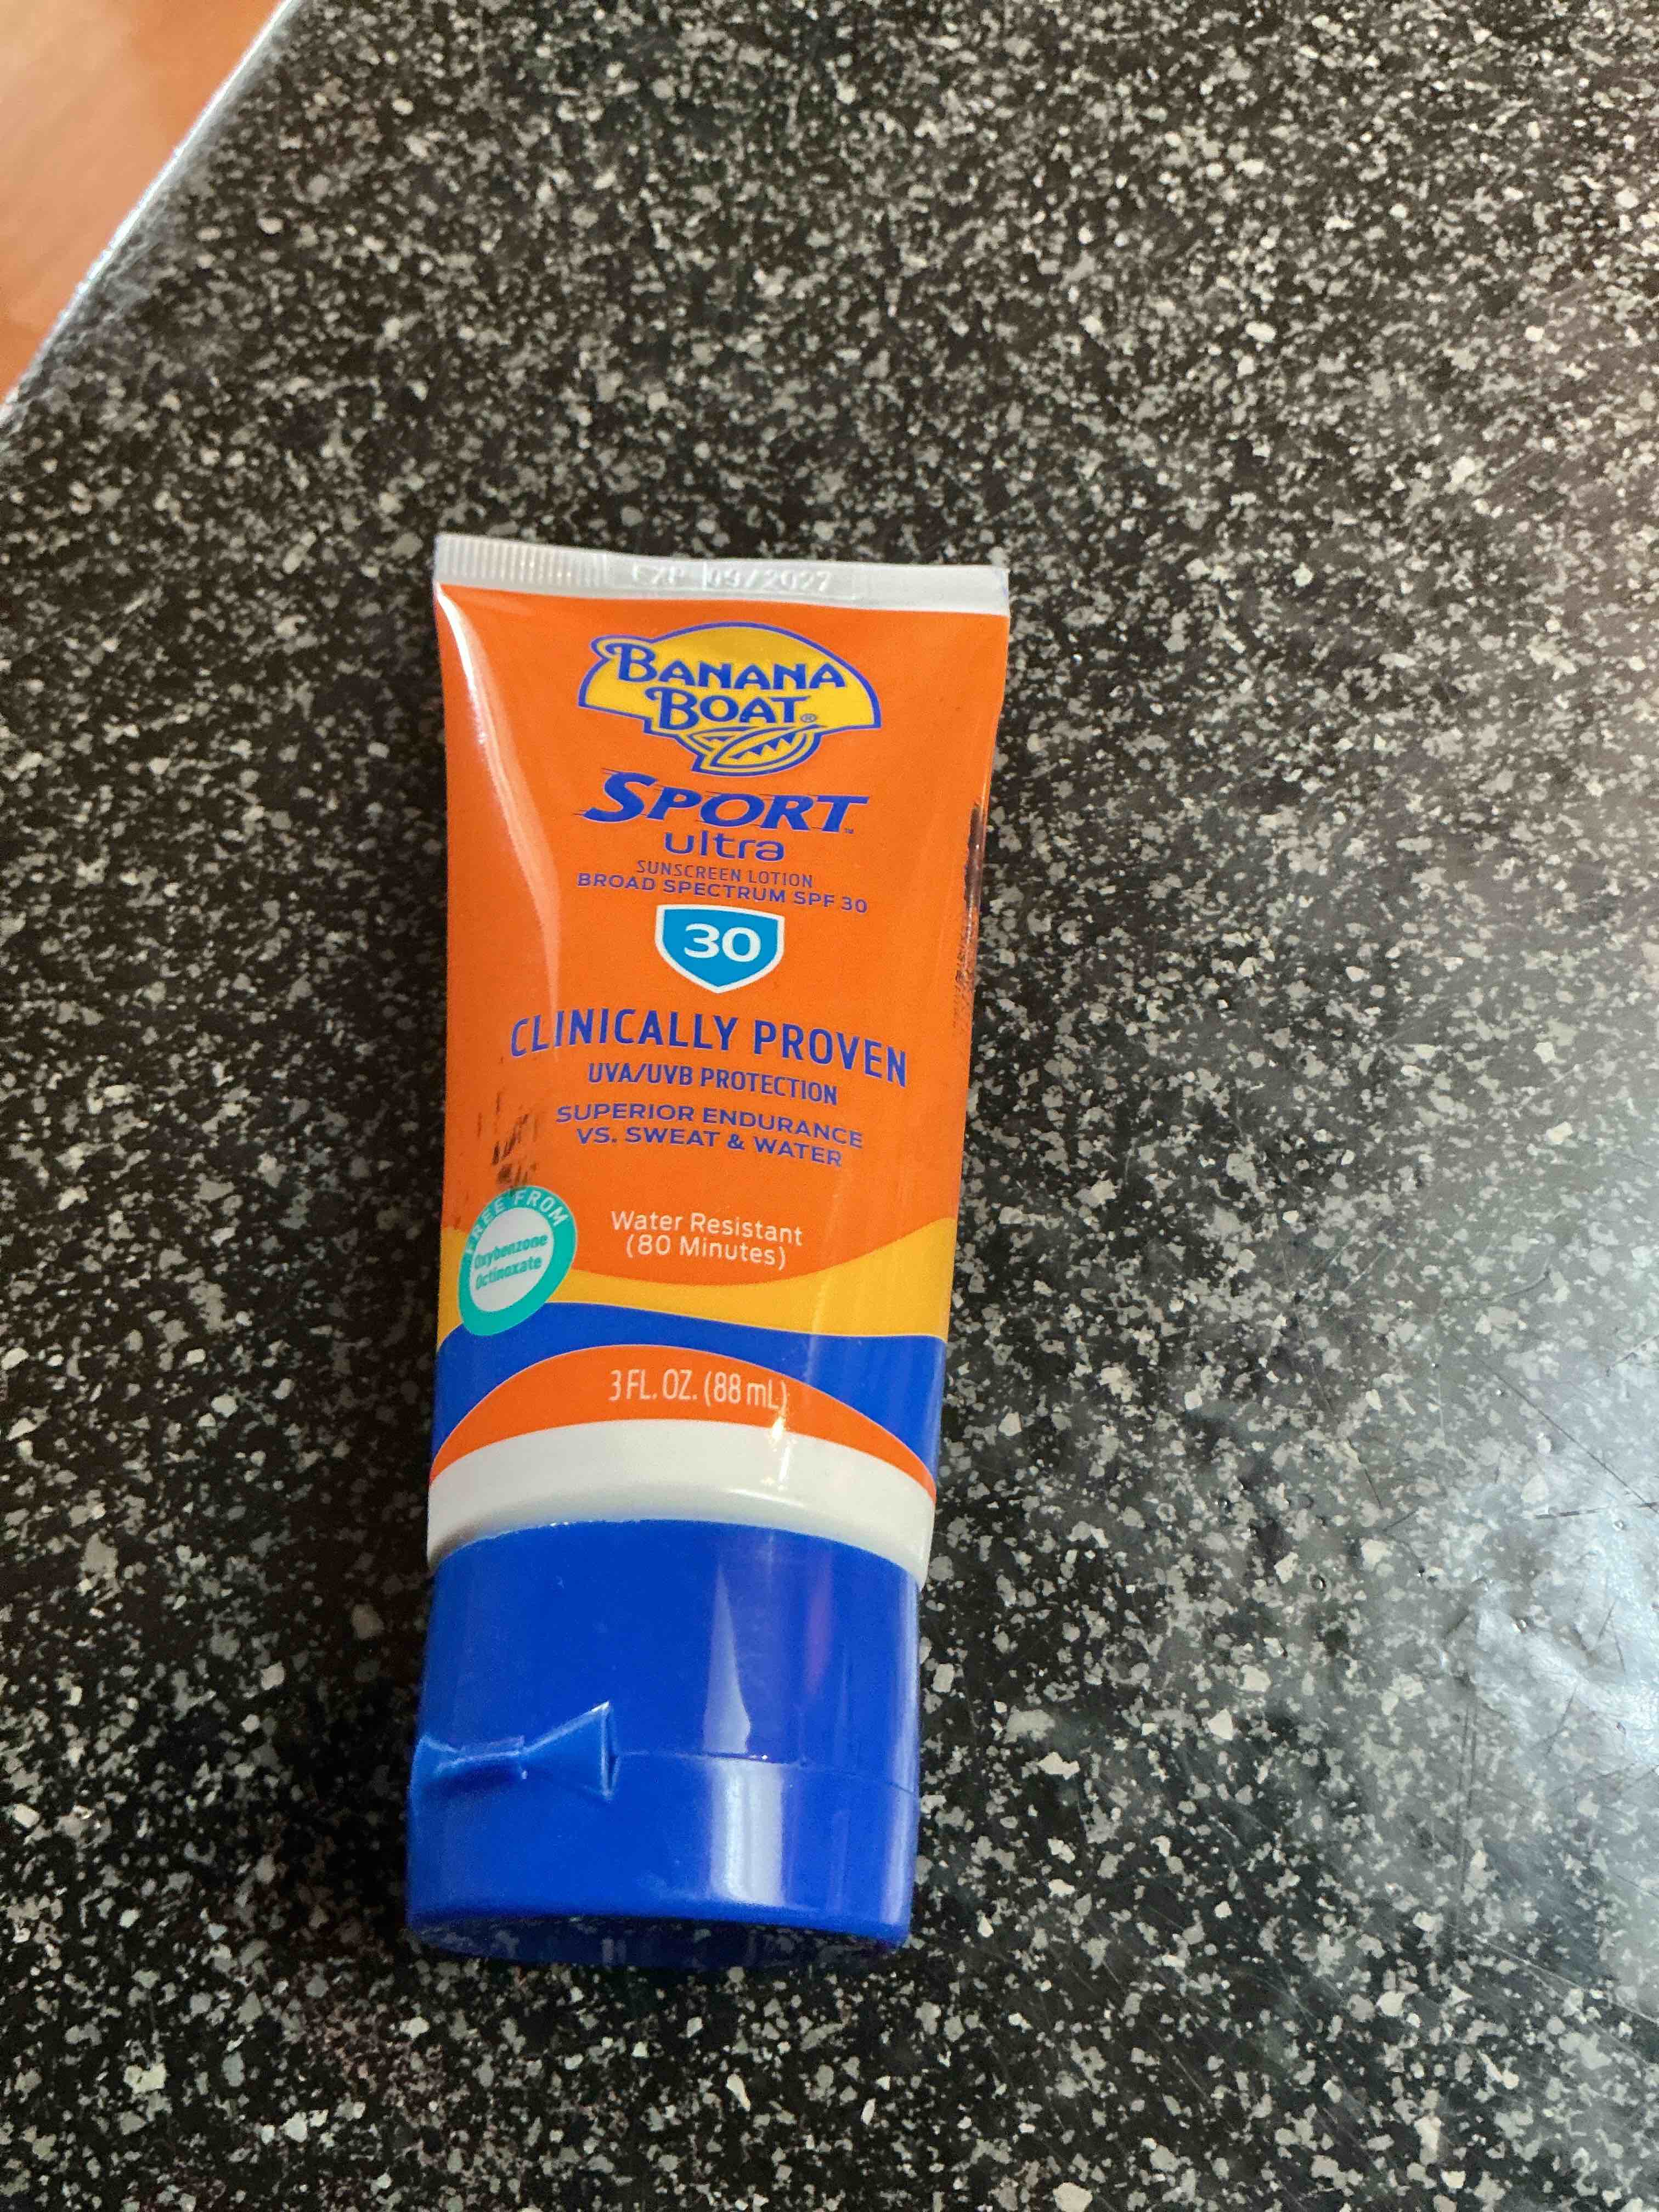 EXP 09/2027
BANANA
BOAT®
SPORT™
ultra
SUNSCREEN LOTION
BROAD SPECTRUM SPF 30
30
CLINICALLY PROVEN
UVA/UVB PROTECTION
SUPERIOR ENDURANCE
VS. SWEAT & WATER
FREE FROM
Oxybenzone
Octinoxate
Water Resistant
(80 Minutes)
3 FL. OZ. (88 mL)